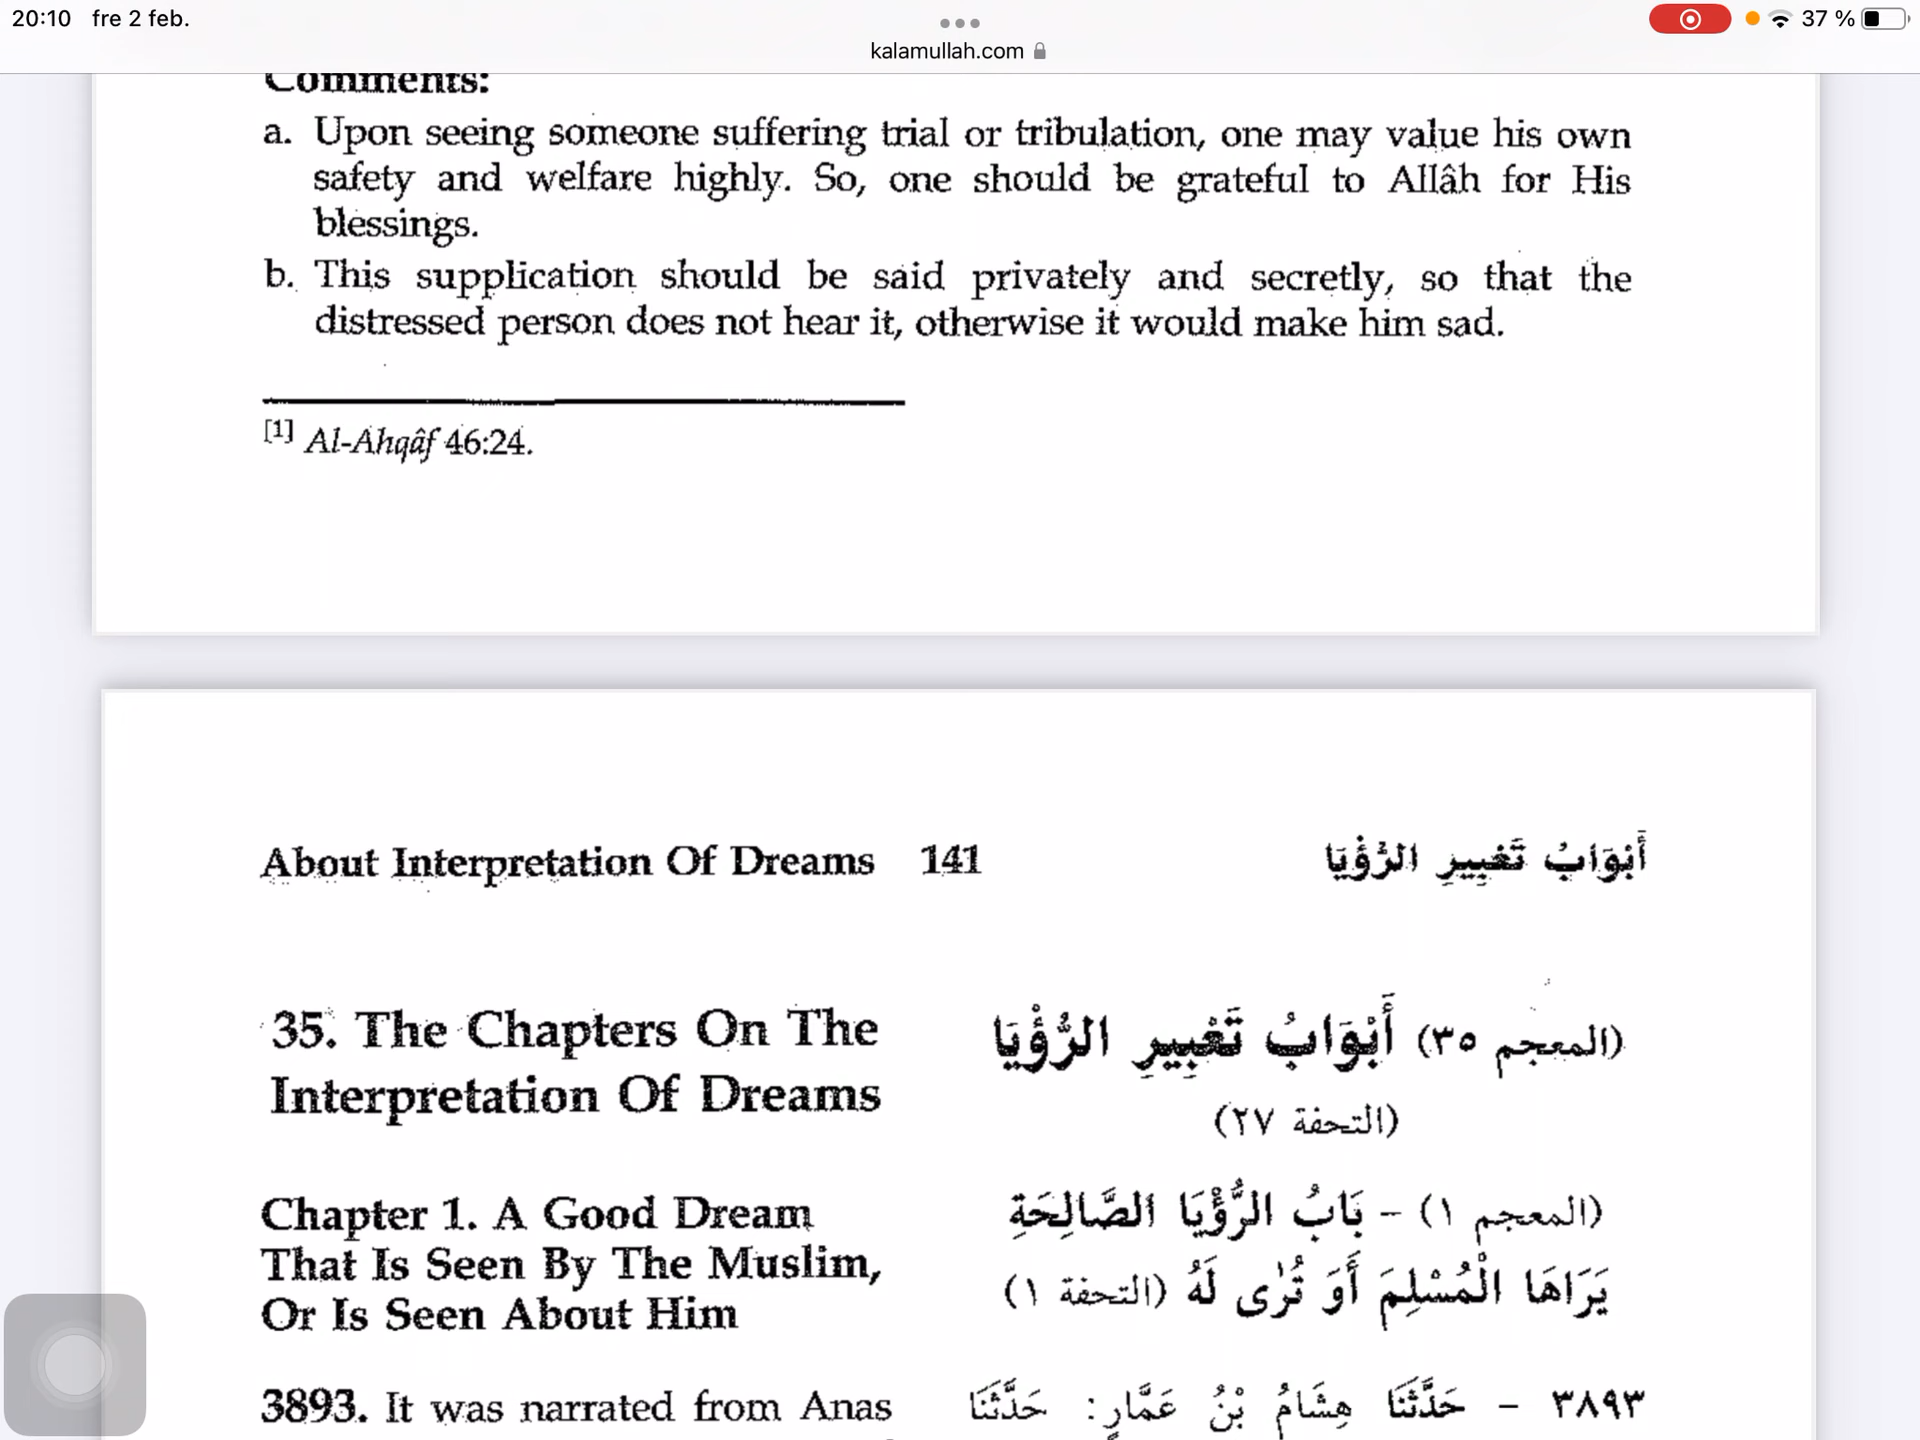 20:10 fre 2 feb.
37 %
kalamullah.com
Comments:
a. Upon seeing someone suffering trial or tribulation, one may value his own
safety and welfare highly. So, one should be grateful to Allâh for His
blessings.
b. This supplication should be said privately and secretly, so that the
distressed person does not hear it, otherwise it would make him sad.
[1] Al-Ahqâf 46:24.
About Interpretation Of Dreams 141
أَبْوَابُ تَعْبِيرِ الرُّؤْيَا
35. The Chapters On The
Interpretation Of Dreams
(المعجم ٣٥) أَبْوَابُ تَعْبِيرِ الرُّؤْيَا
(التحفة ٢٧)
Chapter 1. A Good Dream
That Is Seen By The Muslim,
Or Is Seen About Him
(المعجم ١) - بَابُ الرُّؤْيَا الصَّالِحَةِ
يَرَاهَا الْمُسْلِمَ أَوَ تُرٰى لَهُ (التحفة ١)
3893. It was narrated from Anas
٣٨٩٣ - حَدَّثَنَا هِشَامُ بْنُ عَمَّارٍ: حَدَّثَنَا